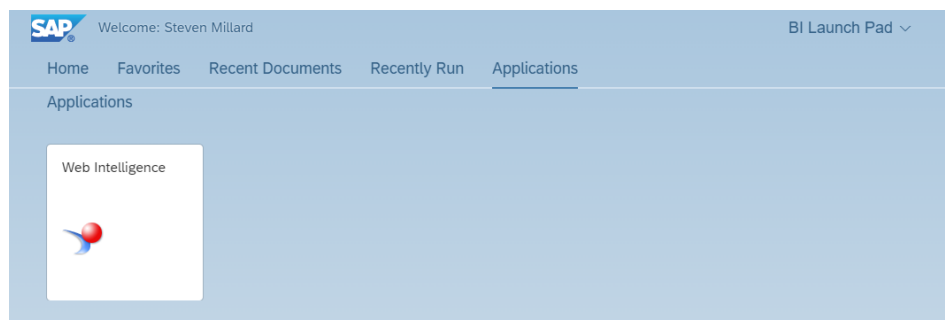 SAP® Welcome: Steven Millard BI Launch Pad
Home Favorites Recent Documents Recently Run Applications
Applications
Web Intelligence